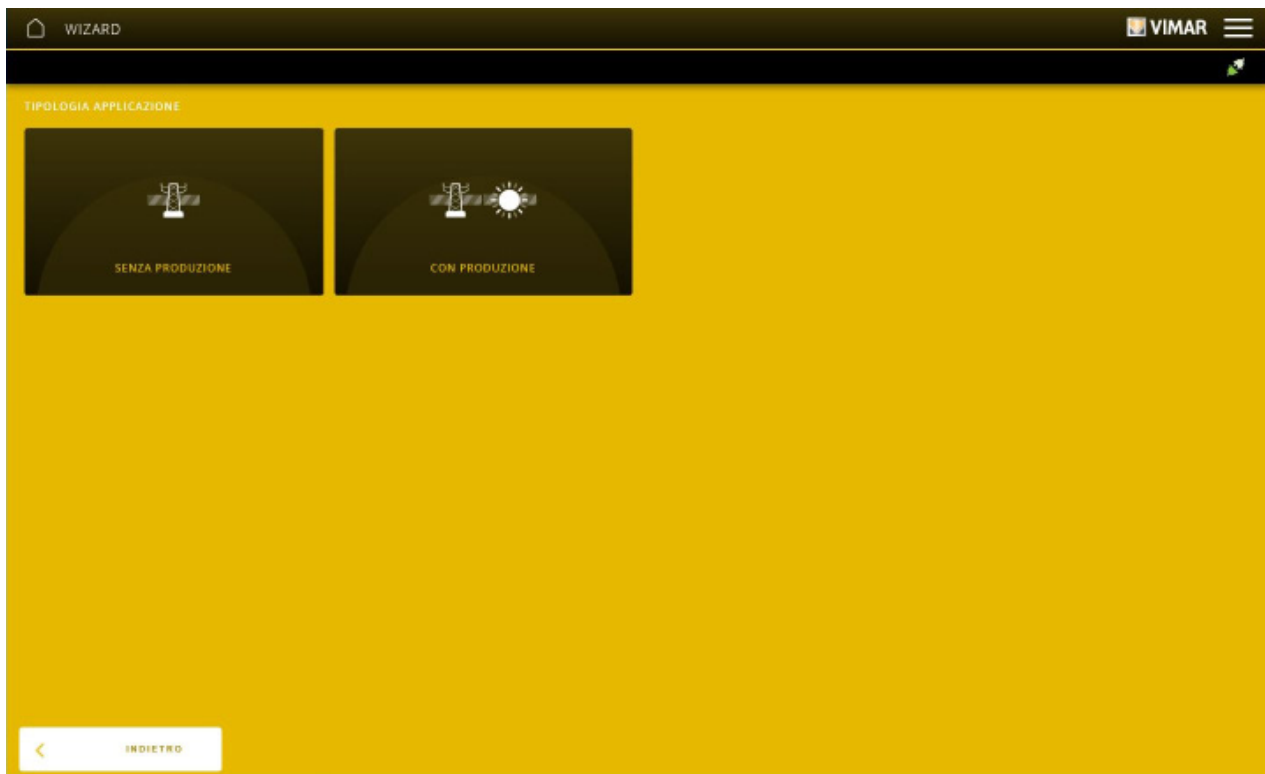 WIZARD
VIMAR
TIPOLOGIA APPLICAZIONE
SENZA PRODUZIONE
CON PRODUZIONE
INDIETRO